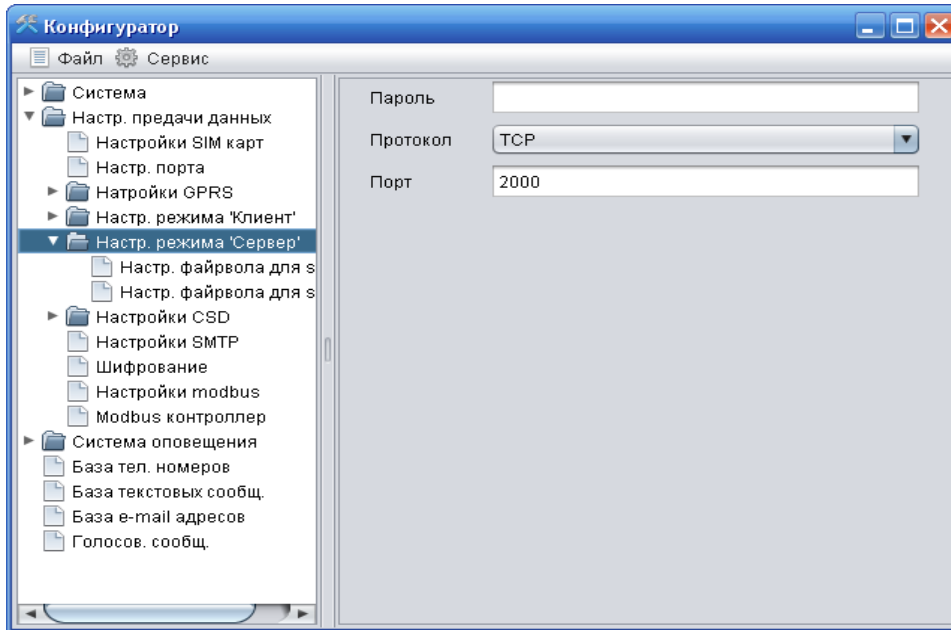 Конфигуратор
Файл Сервис
Система
Настр. предачи данных
Настройки SIM карт
Настр. порта
Натройки GPRS
Настр. режима 'Клиент'
Настр. режима 'Сервер'
Настр. файрвола для s
Настр. файрвола для s
Настройки CSD
Настройки SMTP
Шифрование
Настройки modbus
Modbus контроллер
Система оповещения
База тел. номеров
База текстовых сообщ.
База e-mail адресов
Голосов. сообщ.
Пароль
Протокол TCP
Порт 2000